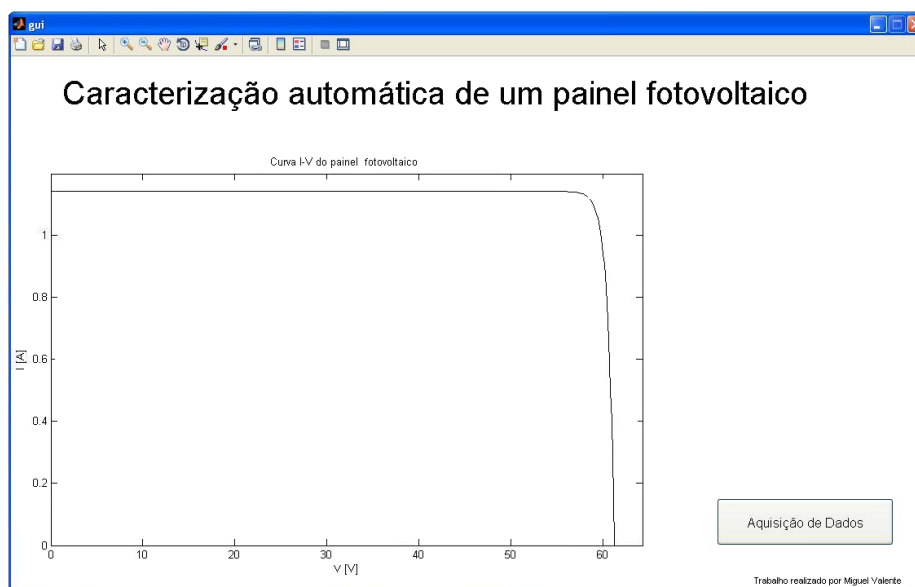 gui
Caracterização automática de um painel fotovoltaico
Curva I-V do painel fotovoltaico
1
0.8
0.6
0.4
0.2
0
I [A]
0 10 20 30 40 50 60
V [V]
Aquisição de Dados
Trabalho realizado por Miguel Valente